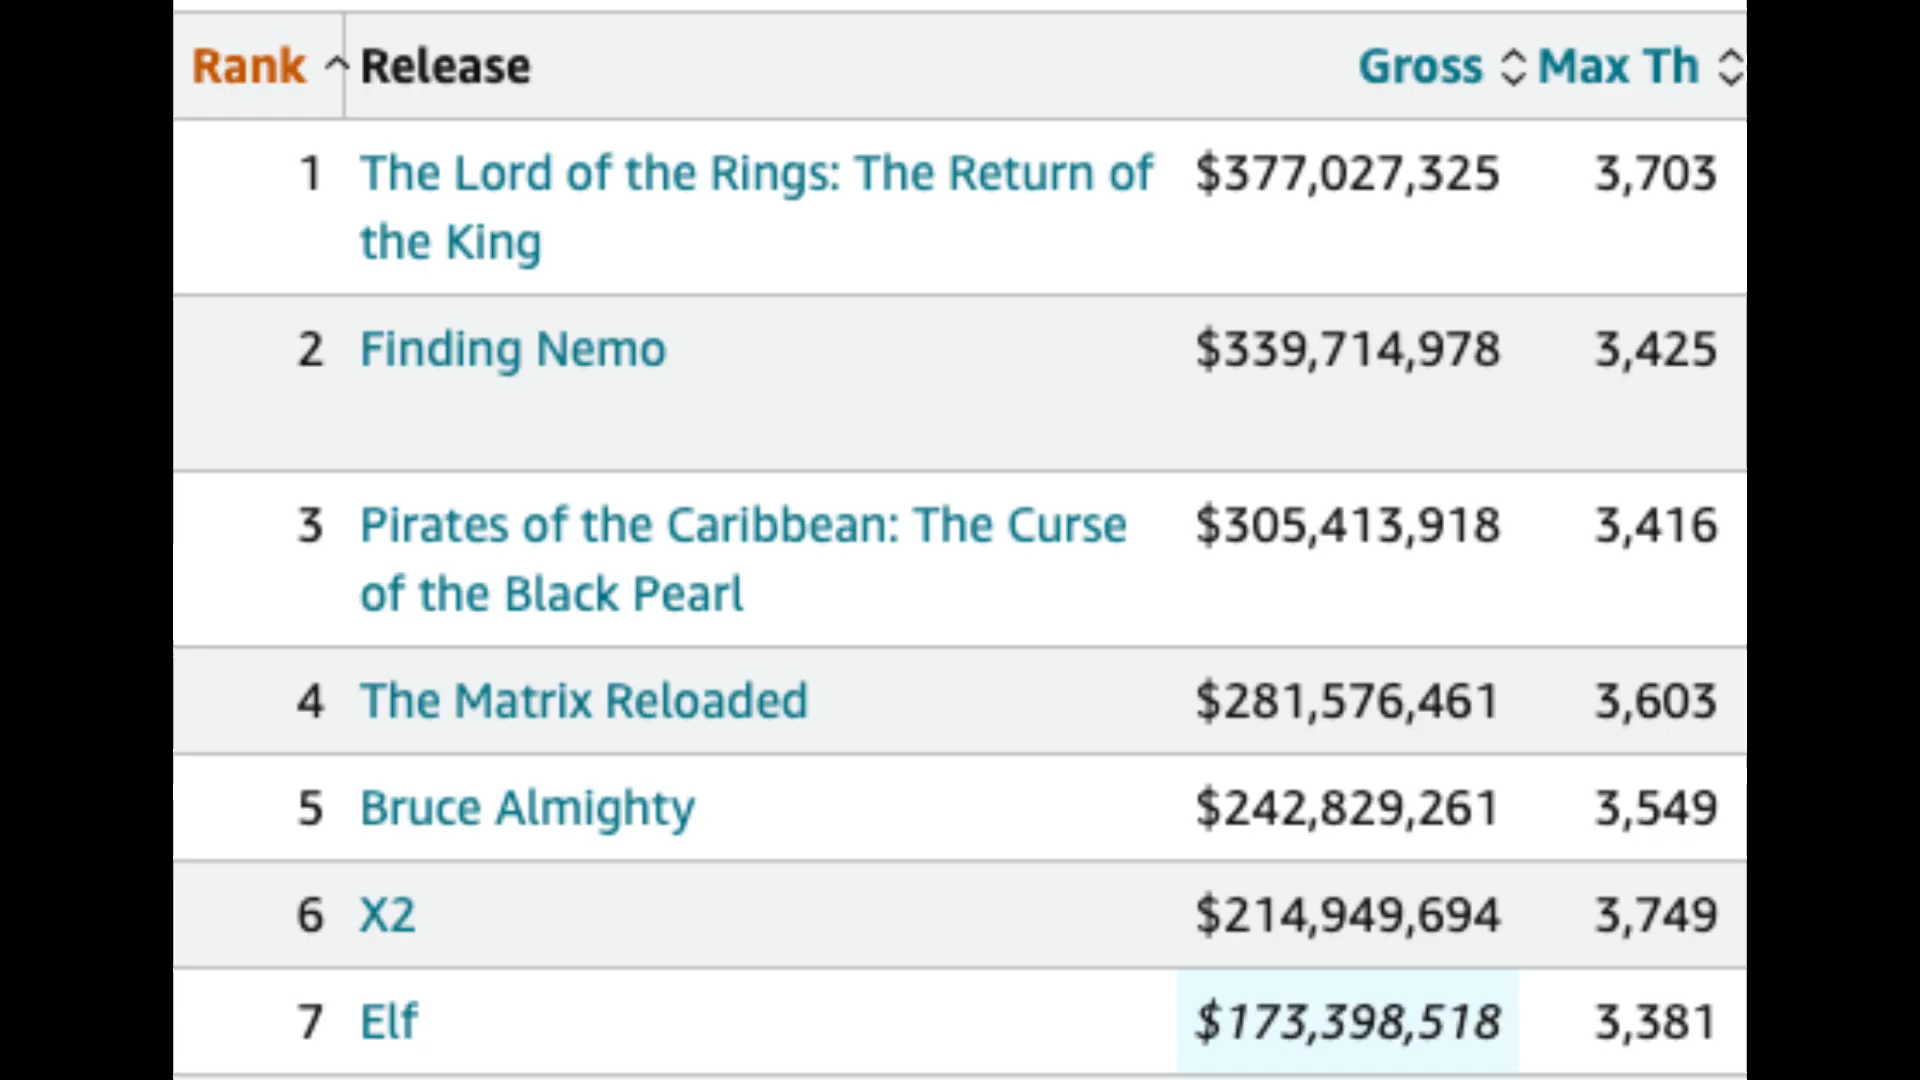 Rank Release Gross Max Th
1 The Lord of the Rings: The Return of $377,027,325 3,703
the King
2 Finding Nemo $339,714,978 3,425
3 Pirates of the Caribbean: The Curse $305,413,918 3,416
of the Black Pearl
4 The Matrix Reloaded $281,576,461 3,603
5 Bruce Almighty $242,829,261 3,549
6 X2 $214,949,694 3,749
7 Elf $173,398,518 3,381